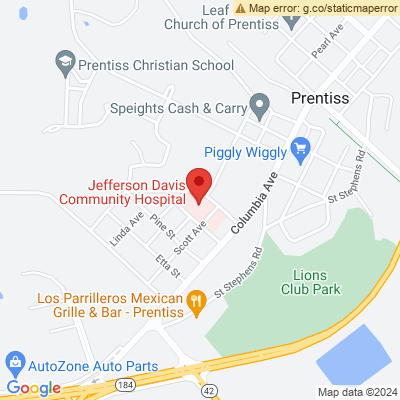 Map error: g.co/staticmaperror
Leaf
Church of Prentiss
Pearl Ave
Prentiss Christian School
Speights Cash & Carry
Prentiss
Piggly Wiggly
St Stephens Rd
Jefferson Davis
Community Hospital
Linda Ave
Pine St
Scott Ave
Columbia Ave
Etta St
St Stephens Rd
Lions
Club Park
Los Parrilleros Mexican
Grille & Bar - Prentiss
AutoZone Auto Parts
184
42
Google
Map data ©2024